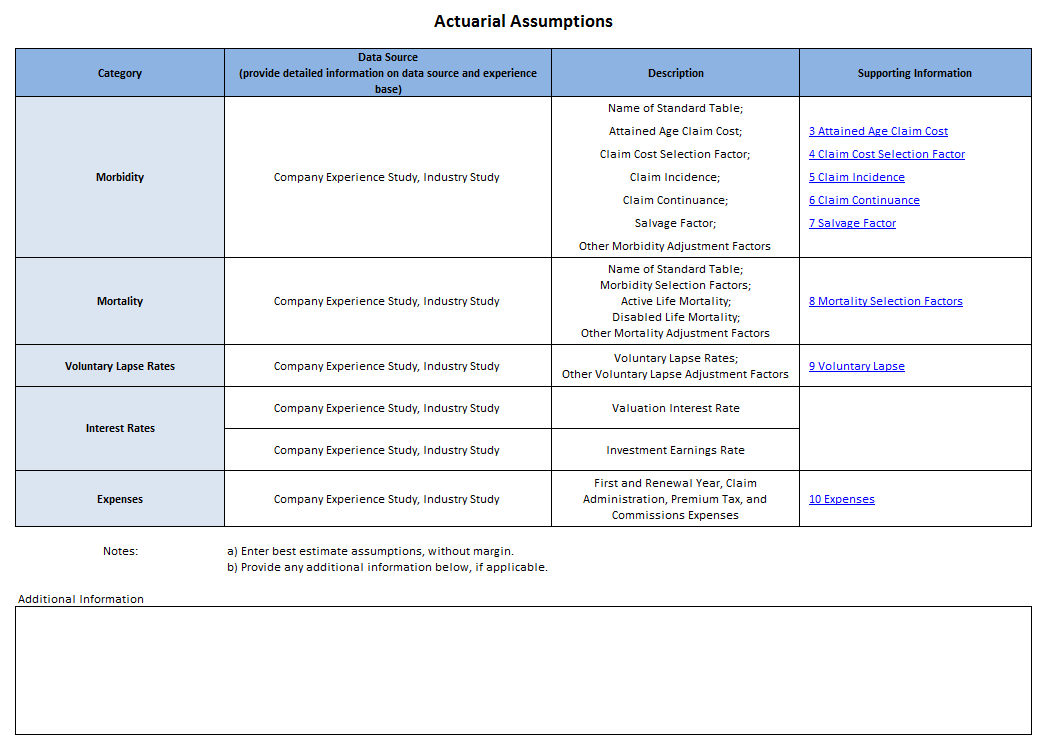 Actuarial Assumptions
Category
Data Source
(provide detailed information on data source and experience
base)
Description
Supporting Information
Morbidity
Company Experience Study, Industry Study
Name of Standard Table;
Attained Age Claim Cost;
Claim Cost Selection Factor;
Claim Incidence;
Claim Continuance;
Salvage Factor;
Other Morbidity Adjustment Factors
3 Attained Age Claim Cost
4 Claim Cost Selection Factor
5 Claim Incidence
6 Claim Continuance
7 Salvage Factor
Mortality
Company Experience Study, Industry Study
Name of Standard Table;
Morbidity Selection Factors;
Active Life Mortality;
Disabled Life Mortality;
Other Mortality Adjustment Factors
8 Mortality Selection Factors
Voluntary Lapse Rates
Company Experience Study, Industry Study
Voluntary Lapse Rates;
Other Voluntary Lapse Adjustment Factors
9 Voluntary Lapse
Interest Rates
Company Experience Study, Industry Study
Valuation Interest Rate
Company Experience Study, Industry Study
Investment Earnings Rate
Expenses
Company Experience Study, Industry Study
First and Renewal Year, Claim
Administration, Premium Tax, and
Commissions Expenses
10 Expenses
Notes:
a) Enter best estimate assumptions, without margin.
b) Provide any additional information below, if applicable.
Additional Information